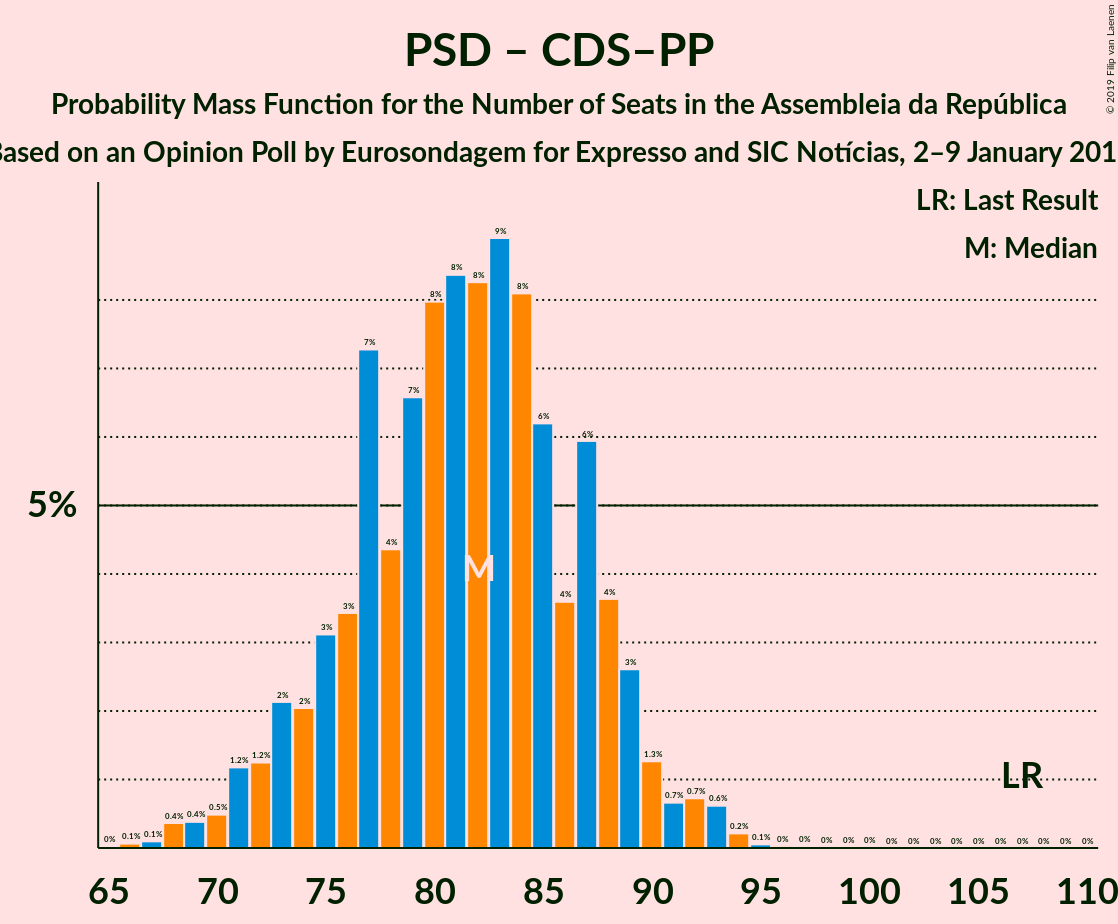 PSD – CDS–PP
Probability Mass Function for the Number of Seats in the Assembleia da República
Based on an Opinion Poll by Eurosondagem for Expresso and SIC Notícias, 2–9 January 201
© 2019 Filip van Laenen
LR: Last Result
M: Median
5%
0% 0.1% 0.1% 0.4% 0.4% 0.5% 1.2% 1.2% 2% 2% 3% 3% 7% 4% 7% 8% 8% 8% 9% 8% 6% 4% 6% 4% 3% 1.3% 0.7% 0.7% 0.6% 0.2% 0.1% 0% 0% 0% 0% 0% 0% 0% 0% 0% 0% 0% 0% 0% 0% 0%
M
LR
65 70 75 80 85 90 95 100 105 110